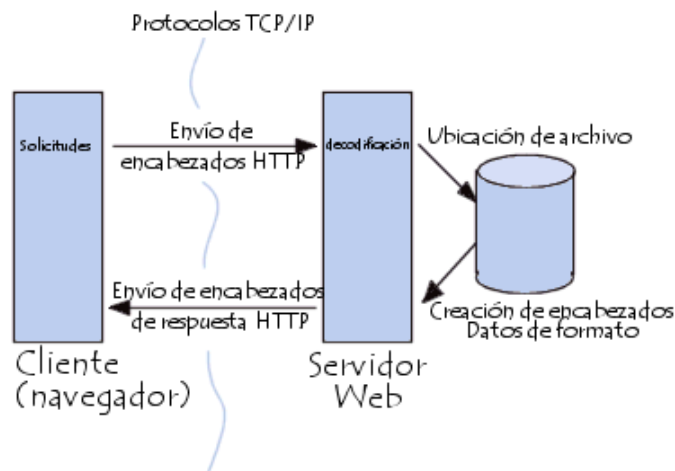 Protocolos TCP/IP
Solicitudes
Envío de
encabezados HTTP
decodificación
Ubicación de archivo
Envío de encabezados
de respuesta HTTP
Creación de encabezados
Datos de formato
Cliente
(navegador)
Servidor
Web